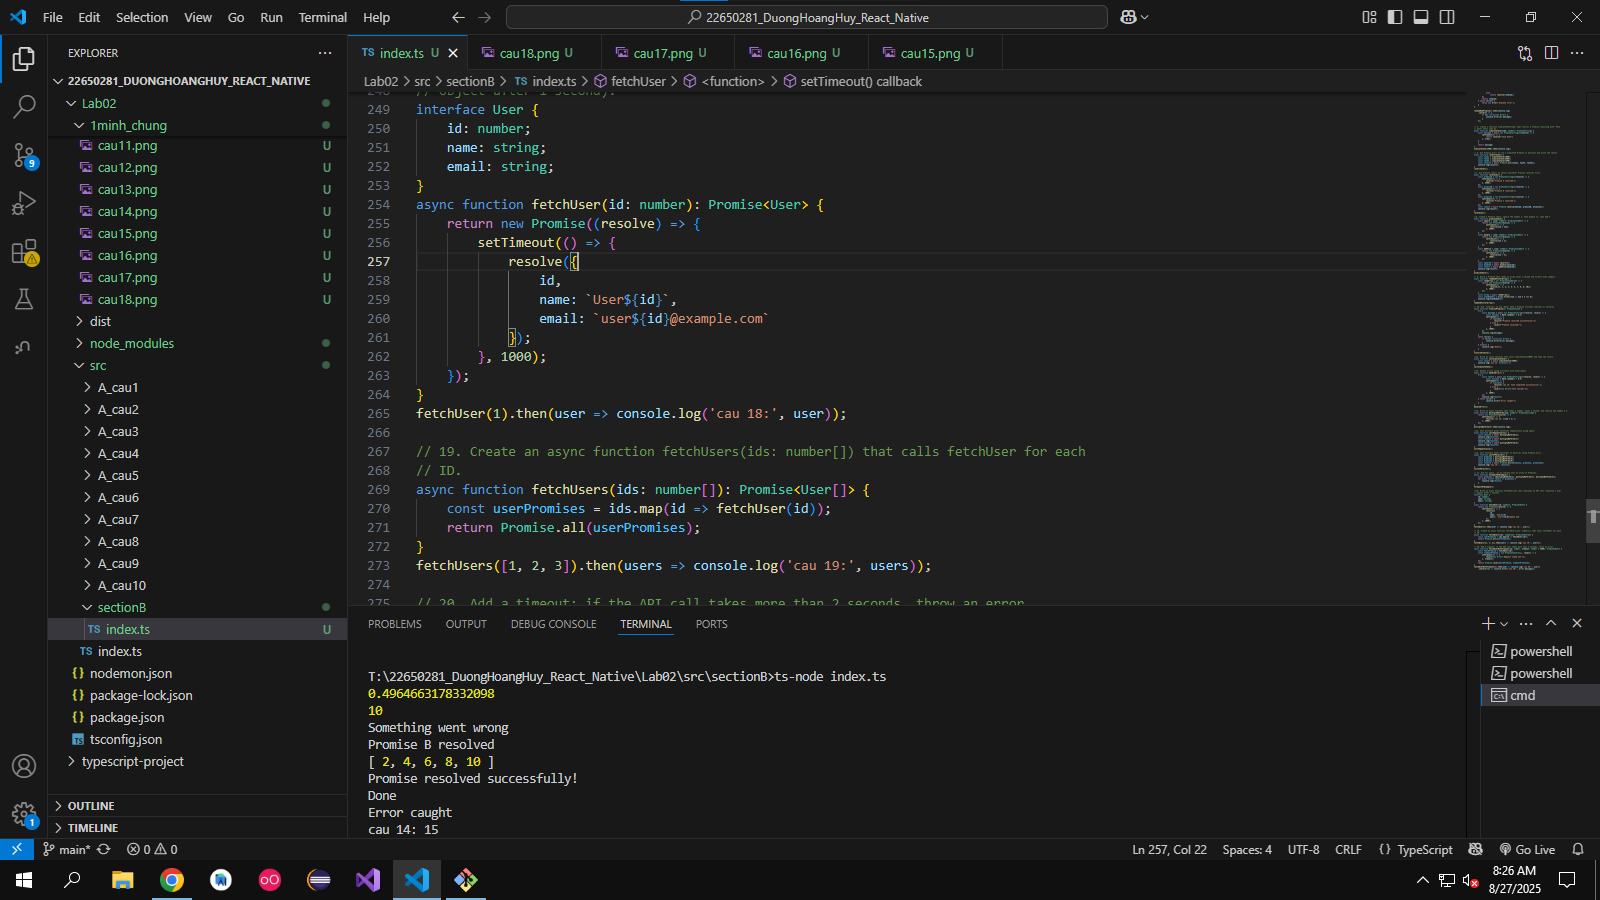 File Edit Selection View Go Run Terminal Help
22650281_DuongHoangHuy_React_Native
EXPLORER
22650281_DUONGHOANGHUY_REACT_NATIVE
Lab02
1minh_chung
cau11.png U
cau12.png U
cau13.png U
cau14.png U
cau15.png U
cau16.png U
cau17.png U
cau18.png U
dist
node_modules
src
A_cau1
A_cau2
A_cau3
A_cau4
A_cau5
A_cau6
A_cau7
A_cau8
A_cau9
A_cau10
sectionB
TS index.ts U
TS index.ts
{} nodemon.json
{} package-lock.json
{} package.json
TS tsconfig.json
typescript-project
OUTLINE
TIMELINE
9
1
TS index.ts U
cau18.png U
cau17.png U
cau16.png U
cau15.png U
Lab02 > src > sectionB > TS index.ts > fetchUser > <function> > setTimeout() callback
248 // object after 1 second.
249 interface User {
250 id: number;
251 name: string;
252 email: string;
253 }
254 async function fetchUser(id: number): Promise<User> {
255 return new Promise((resolve) => {
256 setTimeout(() => {
257 resolve({
258 id,
259 name: `User${id}`,
260 email: `user${id}@example.com`
261 });
262 }, 1000);
263 });
264 }
265 fetchUser(1).then(user => console.log('cau 18:', user));
266
267 // 19. Create an async function fetchUsers(ids: number[]) that calls fetchUser for each
268 // ID.
269 async function fetchUsers(ids: number[]): Promise<User[]> {
270 const userPromises = ids.map(id => fetchUser(id));
271 return Promise.all(userPromises);
272 }
273 fetchUsers([1, 2, 3]).then(users => console.log('cau 19:', users));
274
275 // 20. Add a timeout: if the API call takes more than 2 seconds, throw an error
PROBLEMS OUTPUT DEBUG CONSOLE TERMINAL PORTS
T:\22650281_DuongHoangHuy_React_Native\Lab02\src\sectionB>ts-node index.ts
0.4964663178332098
10
Something went wrong
Promise B resolved
[ 2, 4, 6, 8, 10 ]
Promise resolved successfully!
Done
Error caught
cau 14: 15
powershell
powershell
cmd
main* 0 0
Ln 257, Col 22 Spaces: 4 UTF-8 CRLF {} TypeScript Go Live
8:26 AM
8/27/2025